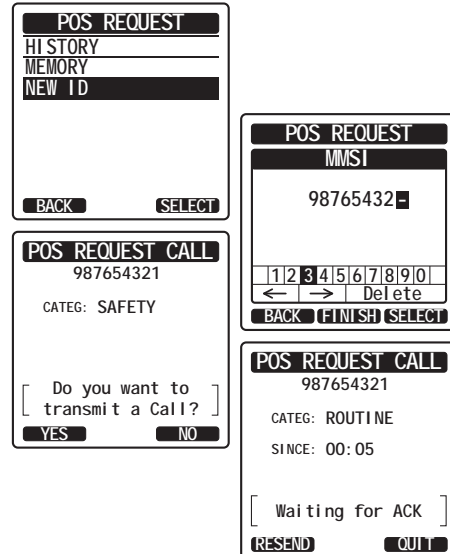 POS REQUEST
HISTORY
MEMORY
NEW ID
BACK SELECT
POS REQUEST
MMSI
98765432-
1 2 3 4 5 6 7 8 9 0
← → Delete
BACK FINISH SELECT
POS REQUEST CALL
987654321
CATEG: SAFETY
Do you want to
transmit a Call?
YES NO
POS REQUEST CALL
987654321
CATEG: ROUTINE
SINCE: 00:05
Waiting for ACK
RESEND QUIT